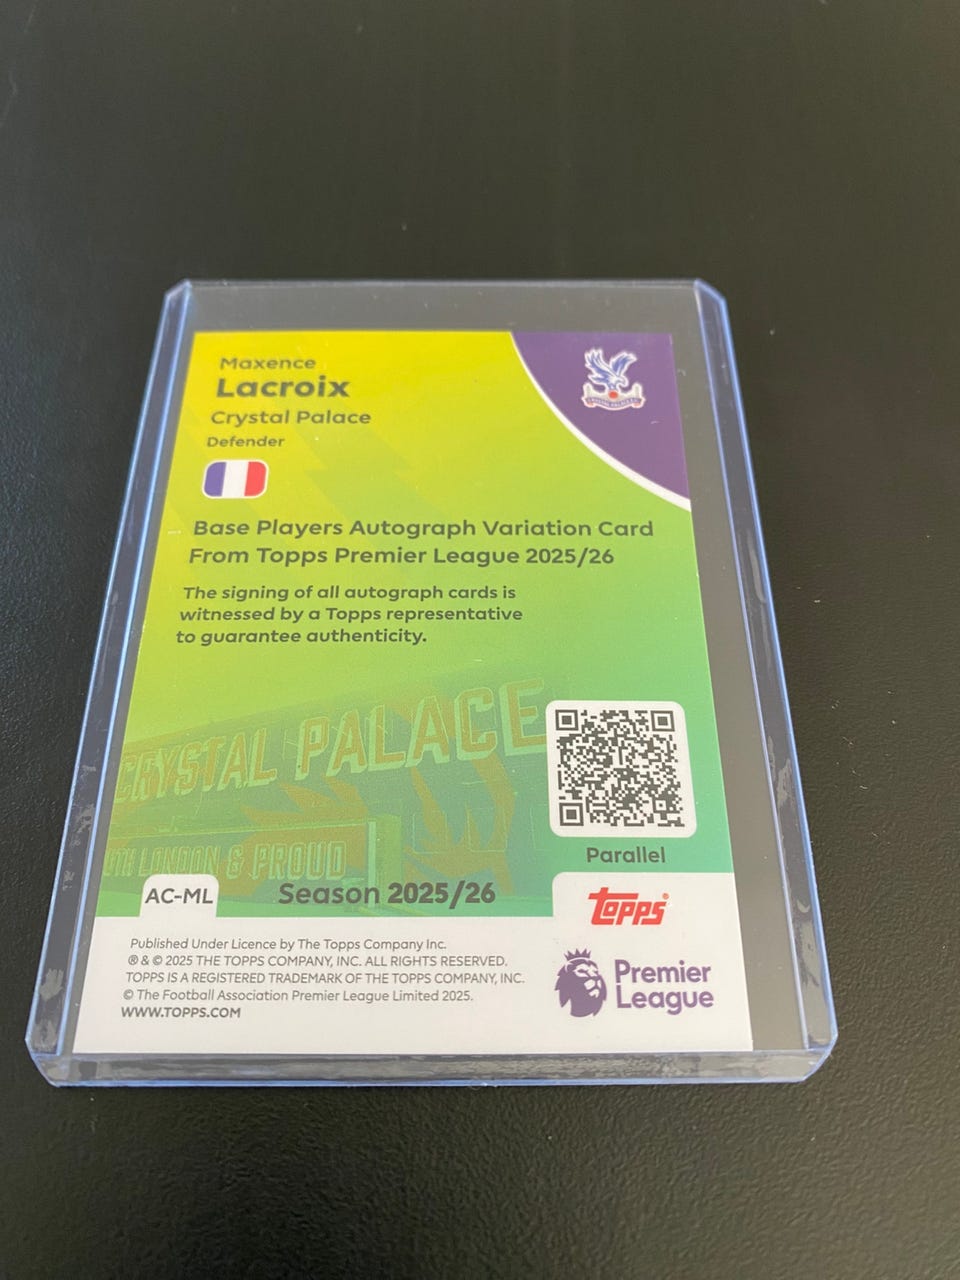 Maxence
Lacroix
Crystal Palace
Defender
Base Players Autograph Variation Card
From Topps Premier League 2025/26
The signing of all autograph cards is
witnessed by a Topps representative
to guarantee authenticity.
CRYSTAL PALACE
TH LONDON & PROUD
Parallel
AC-ML
Season 2025/26
Topps
Published Under Licence by The Topps Company Inc.
® & © 2025 THE TOPPS COMPANY, INC. ALL RIGHTS RESERVED.
TOPPS IS A REGISTERED TRADEMARK OF THE TOPPS COMPANY, INC.
© The Football Association Premier League Limited 2025.
WWW.TOPPS.COM
Premier
League